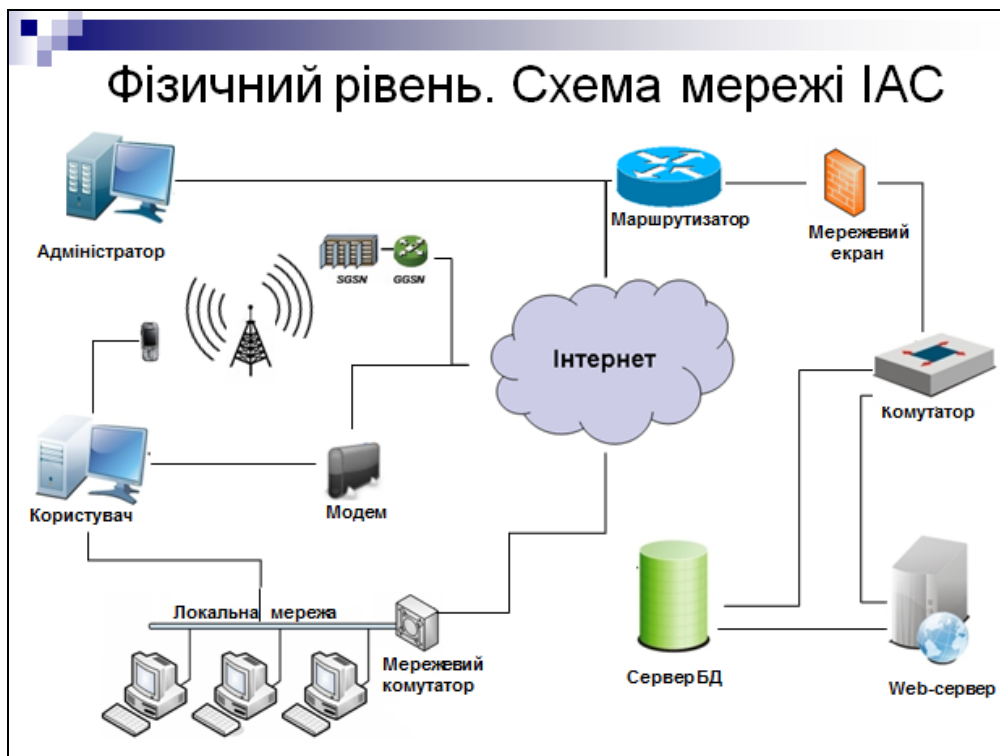 Фізичний рівень. Схема мережі ІАС
Адміністратор
SGSN
GGSN
Маршрутизатор
Мережевий
екран
Інтернет
Комутатор
Користувач
Модем
Локальна мережа
Мережевий
комутатор
Сервер БД
Web-сервер